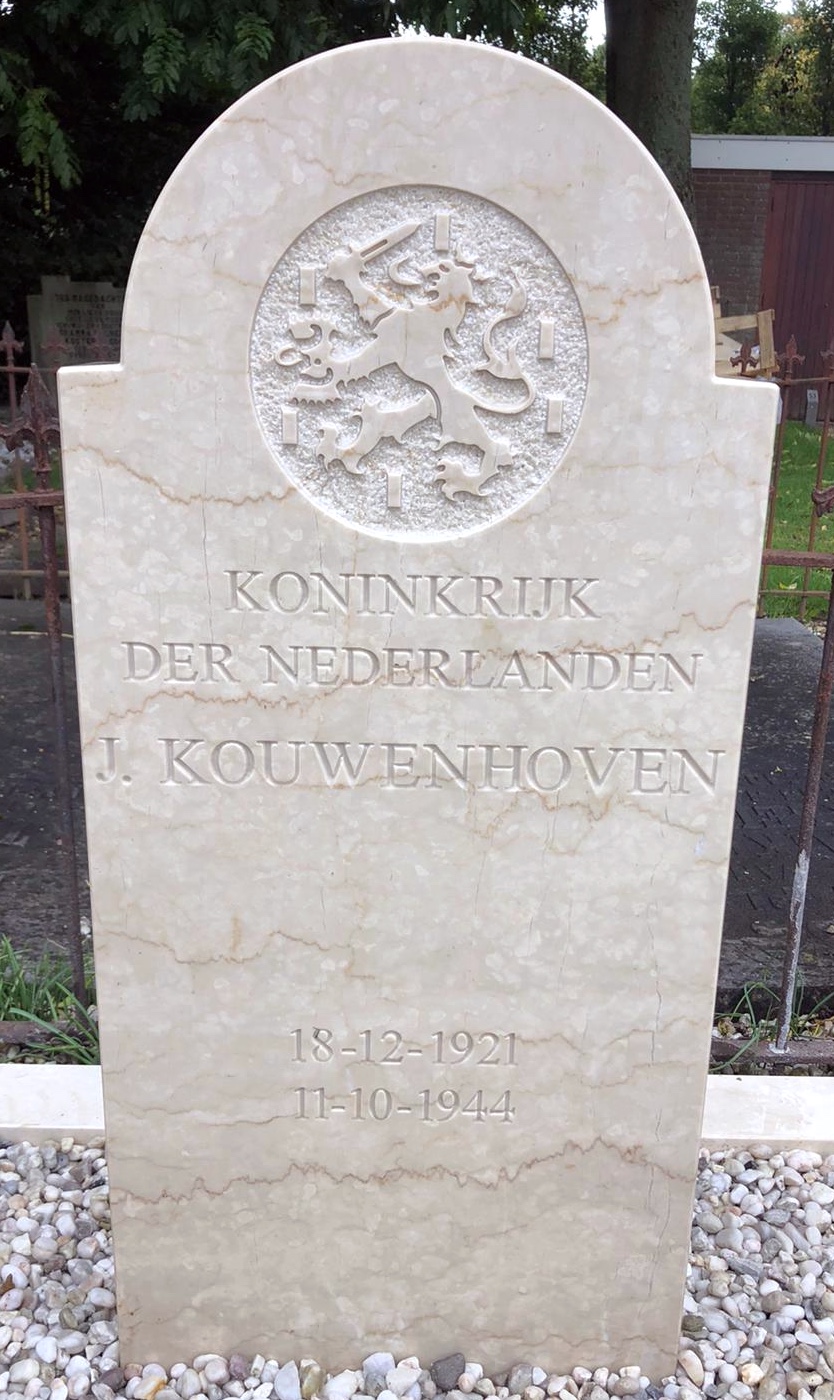 KONINKRIJK
DER NEDERLANDEN
J. KOUWENHOVEN
18-12-1921
11-10-1944